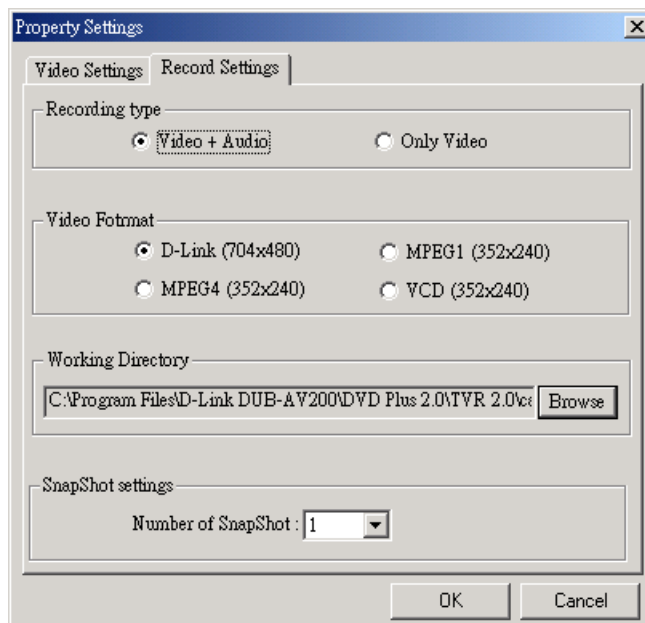 Property Settings
Video Settings Record Settings
Recording type
Video + Audio Only Video
Video Fotrmat
D-Link (704x480) MPEG1 (352x240)
MPEG4 (352x240) VCD (352x240)
Working Directory
C:\Program Files\D-Link DUB-AV200\DVD Plus 2.0\TVR 2.0\ca Browse
SnapShot settings
Number of SnapShot : 1
OK Cancel